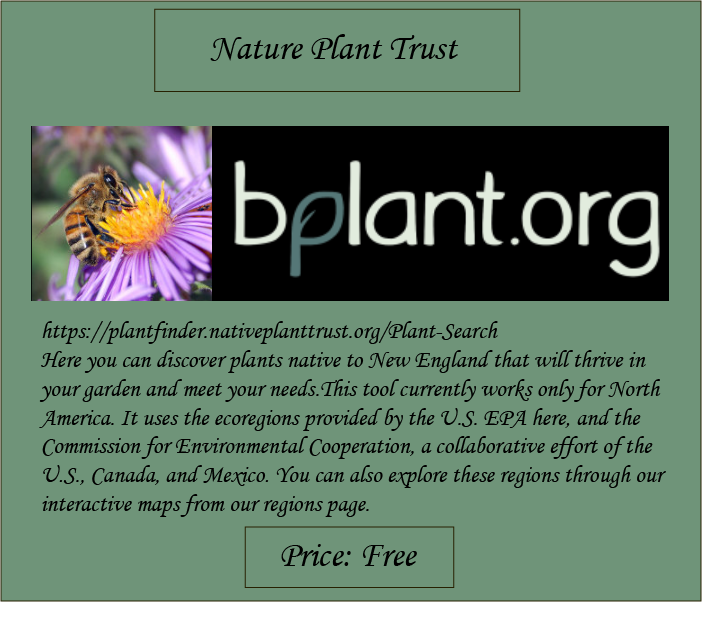 Nature Plant Trust
bplant.org
https://plantfinder.nativeplanttrust.org/Plant-Search
Here you can discover plants native to New England that will thrive in
your garden and meet your needs.This tool currently works only for North
America. It uses the ecoregions provided by the U.S. EPA here, and the
Commission for Environmental Cooperation, a collaborative effort of the
U.S., Canada, and Mexico. You can also explore these regions through our
interactive maps from our regions page.
Price: Free